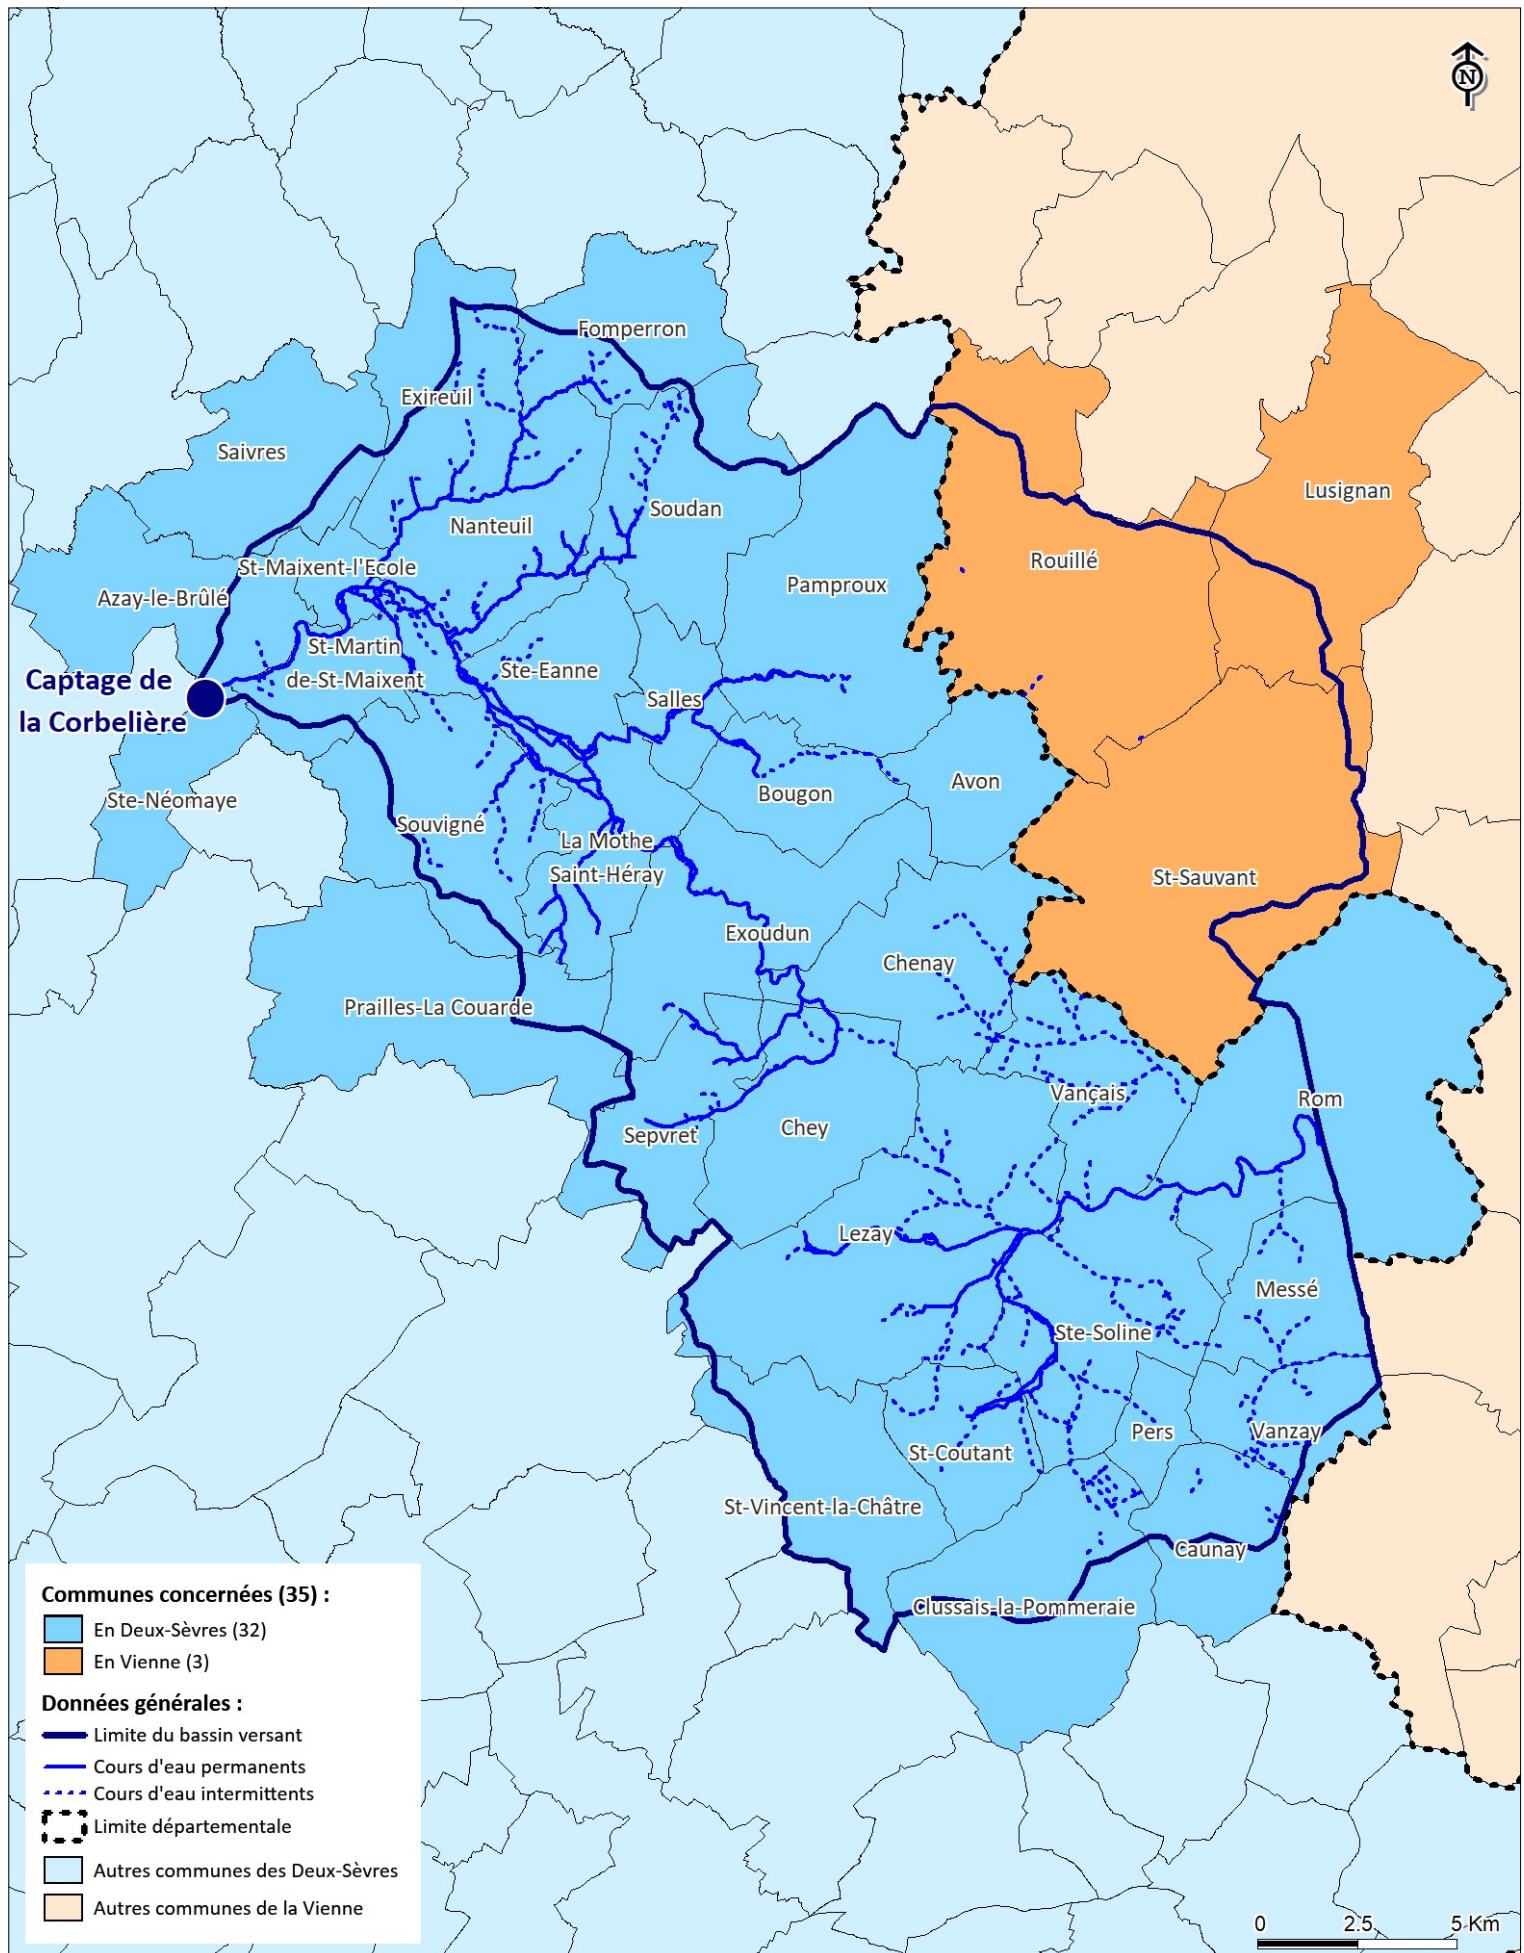 N
Fomperron
Exireuil
Saivres
Lusignan
Soudan
Nanteuil
Rouillé
St-Maixent-l'Ecole
Pamproux
Azay-le-Brûlé
St-Martin
de-St-Maixent
Ste-Eanne
Captage de
la Corbelière
Salles
Avon
Bougon
Ste-Néomaye
Souvigné
La Mothe
Saint-Héray
St-Sauvant
Exoudun
Chenay
Prailles-La Couarde
Vançais
Rom
Chey
Sepvret
Lezay
Messé
Ste-Soline
Pers
Vanzay
St-Coutant
St-Vincent-la-Châtre
Caunay
Clussais-la-Pommeraie
Communes concernées (35) :
En Deux-Sèvres (32)
En Vienne (3)
Données générales :
Limite du bassin versant
Cours d'eau permanents
Cours d'eau intermittents
Limite départementale
Autres communes des Deux-Sèvres
Autres communes de la Vienne
0 2.5 5 Km